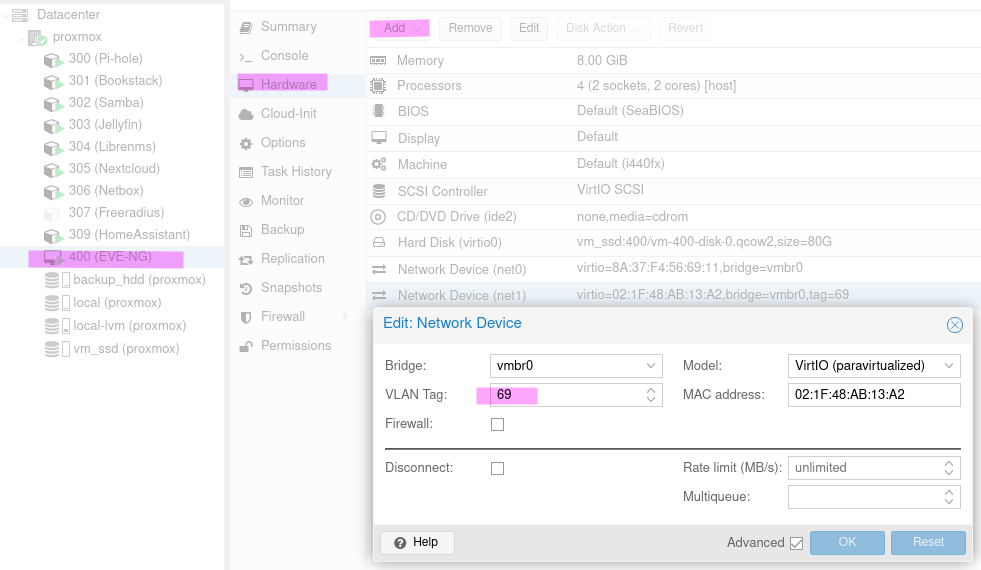 Datacenter
proxmox
300 (Pi-hole)
301 (Bookstack)
302 (Samba)
303 (Jellyfin)
304 (Librenms)
305 (Nextcloud)
306 (Netbox)
307 (Freeradius)
309 (HomeAssistant)
400 (EVE-NG)
backup_hdd (proxmox)
local (proxmox)
local-lvm (proxmox)
vm_ssd (proxmox)
Summary
Console
Hardware
Cloud-Init
Options
Task History
Monitor
Backup
Replication
Snapshots
Firewall
Permissions
Add Remove Edit Disk Action Revert
Memory 8.00 GiB
Processors 4 (2 sockets, 2 cores) [host]
BIOS Default (SeaBIOS)
Display Default
Machine Default (i440fx)
SCSI Controller VirtIO SCSI
CD/DVD Drive (ide2) none,media=cdrom
Hard Disk (virtio0) vm_ssd:400/vm-400-disk-0.qcow2,size=80G
Network Device (net0) virtio=8A:37:F4:56:69:11,bridge=vmbr0
Network Device (net1) virtio=02:1F:48:AB:13:A2,bridge=vmbr0,tag=69
Edit: Network Device
Bridge: vmbr0 Model: VirtIO (paravirtualized)
VLAN Tag: 69 MAC address: 02:1F:48:AB:13:A2
Firewall:
Disconnect: Rate limit (MB/s): unlimited
Multiqueue:
Help Advanced OK Reset